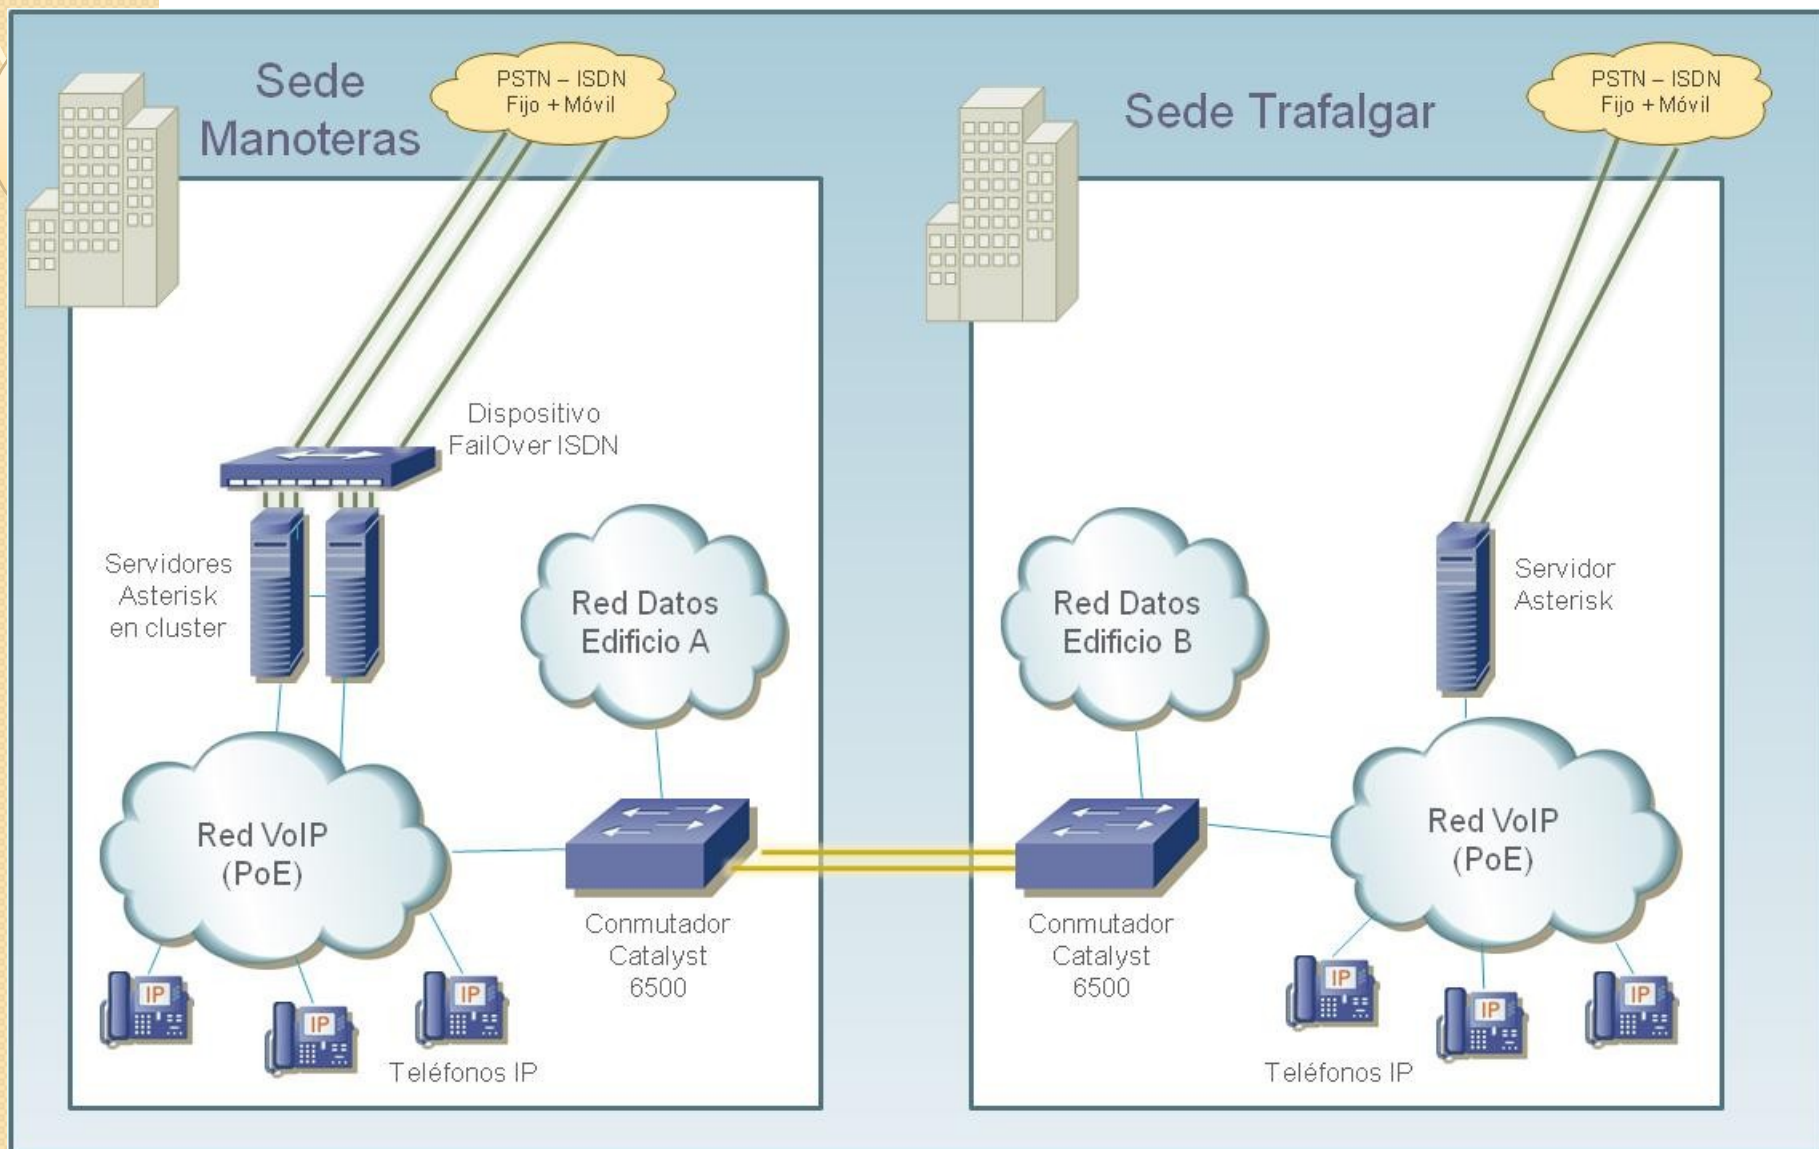 Sede
Manoteras
PSTN – ISDN
Fijo + Móvil
Sede Trafalgar
PSTN – ISDN
Fijo + Móvil
Dispositivo
FailOver ISDN
Servidores
Asterisk
en cluster
Red Datos
Edificio A
Red Datos
Edificio B
Servidor
Asterisk
Red VoIP
(PoE)
Red VoIP
(PoE)
Conmutador
Catalyst
6500
Conmutador
Catalyst
6500
IP
IP
IP
Teléfonos IP
IP
IP
IP
Teléfonos IP